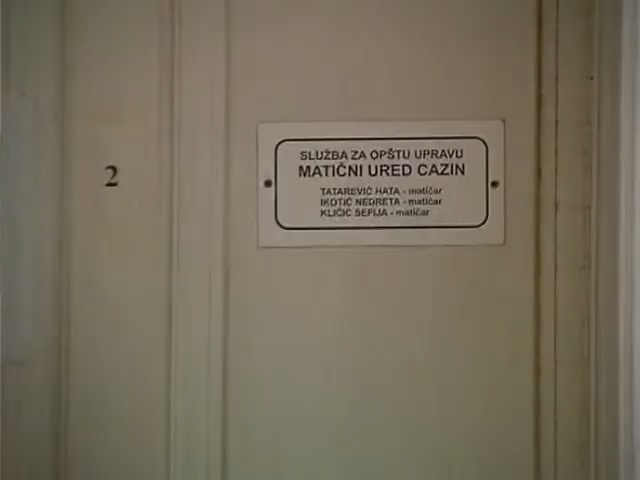 2
SLUŽBA ZA OPŠTU UPRAVU
MATIČNI URED CAZIN
TATAREVIĆ HATA - matičar
IKOTIĆ NEDRETA - matičar
KLIČIĆ SEFIJA - matičar